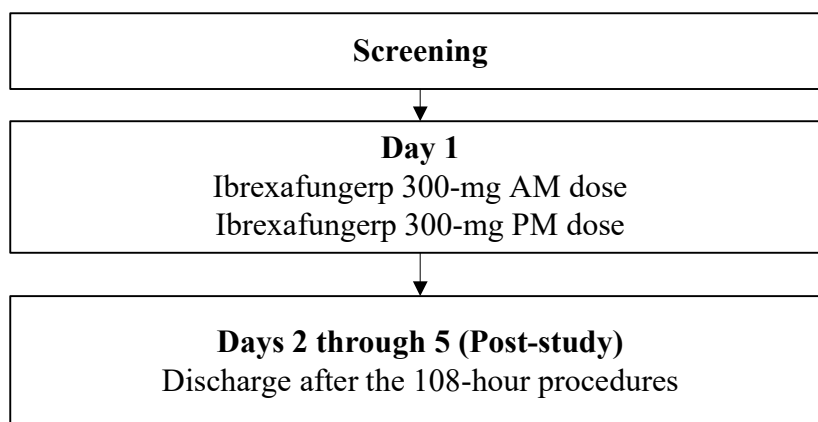 Screening
Day 1
Ibrexafungerp 300-mg AM dose
Ibrexafungerp 300-mg PM dose
Days 2 through 5 (Post-study)
Discharge after the 108-hour procedures